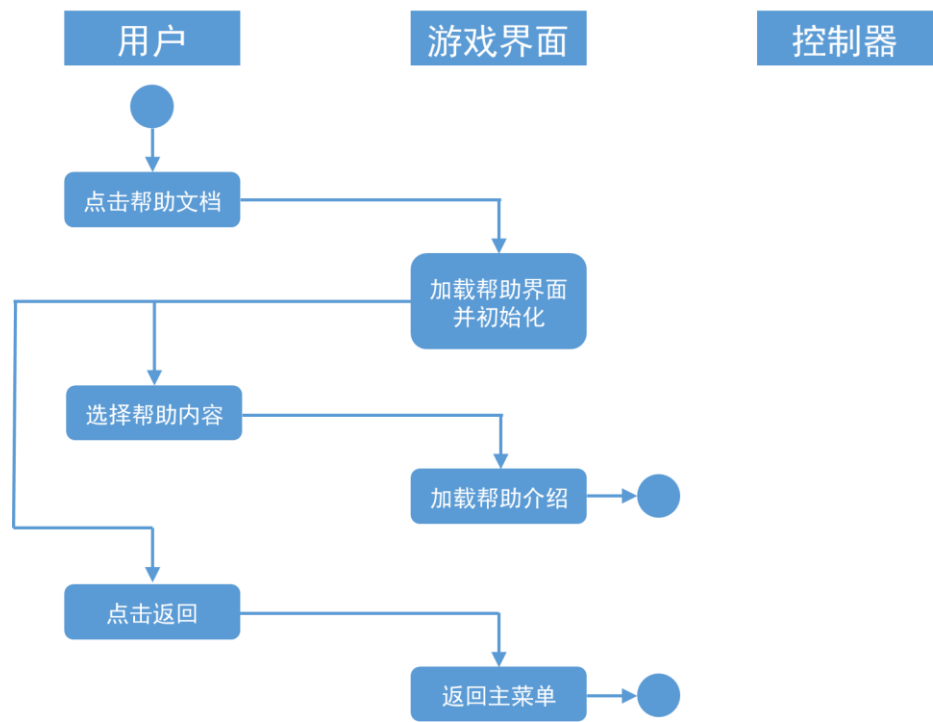 用户
游戏界面
控制器
点击帮助文档
加载帮助界面
并初始化
选择帮助内容
加载帮助介绍
点击返回
返回主菜单